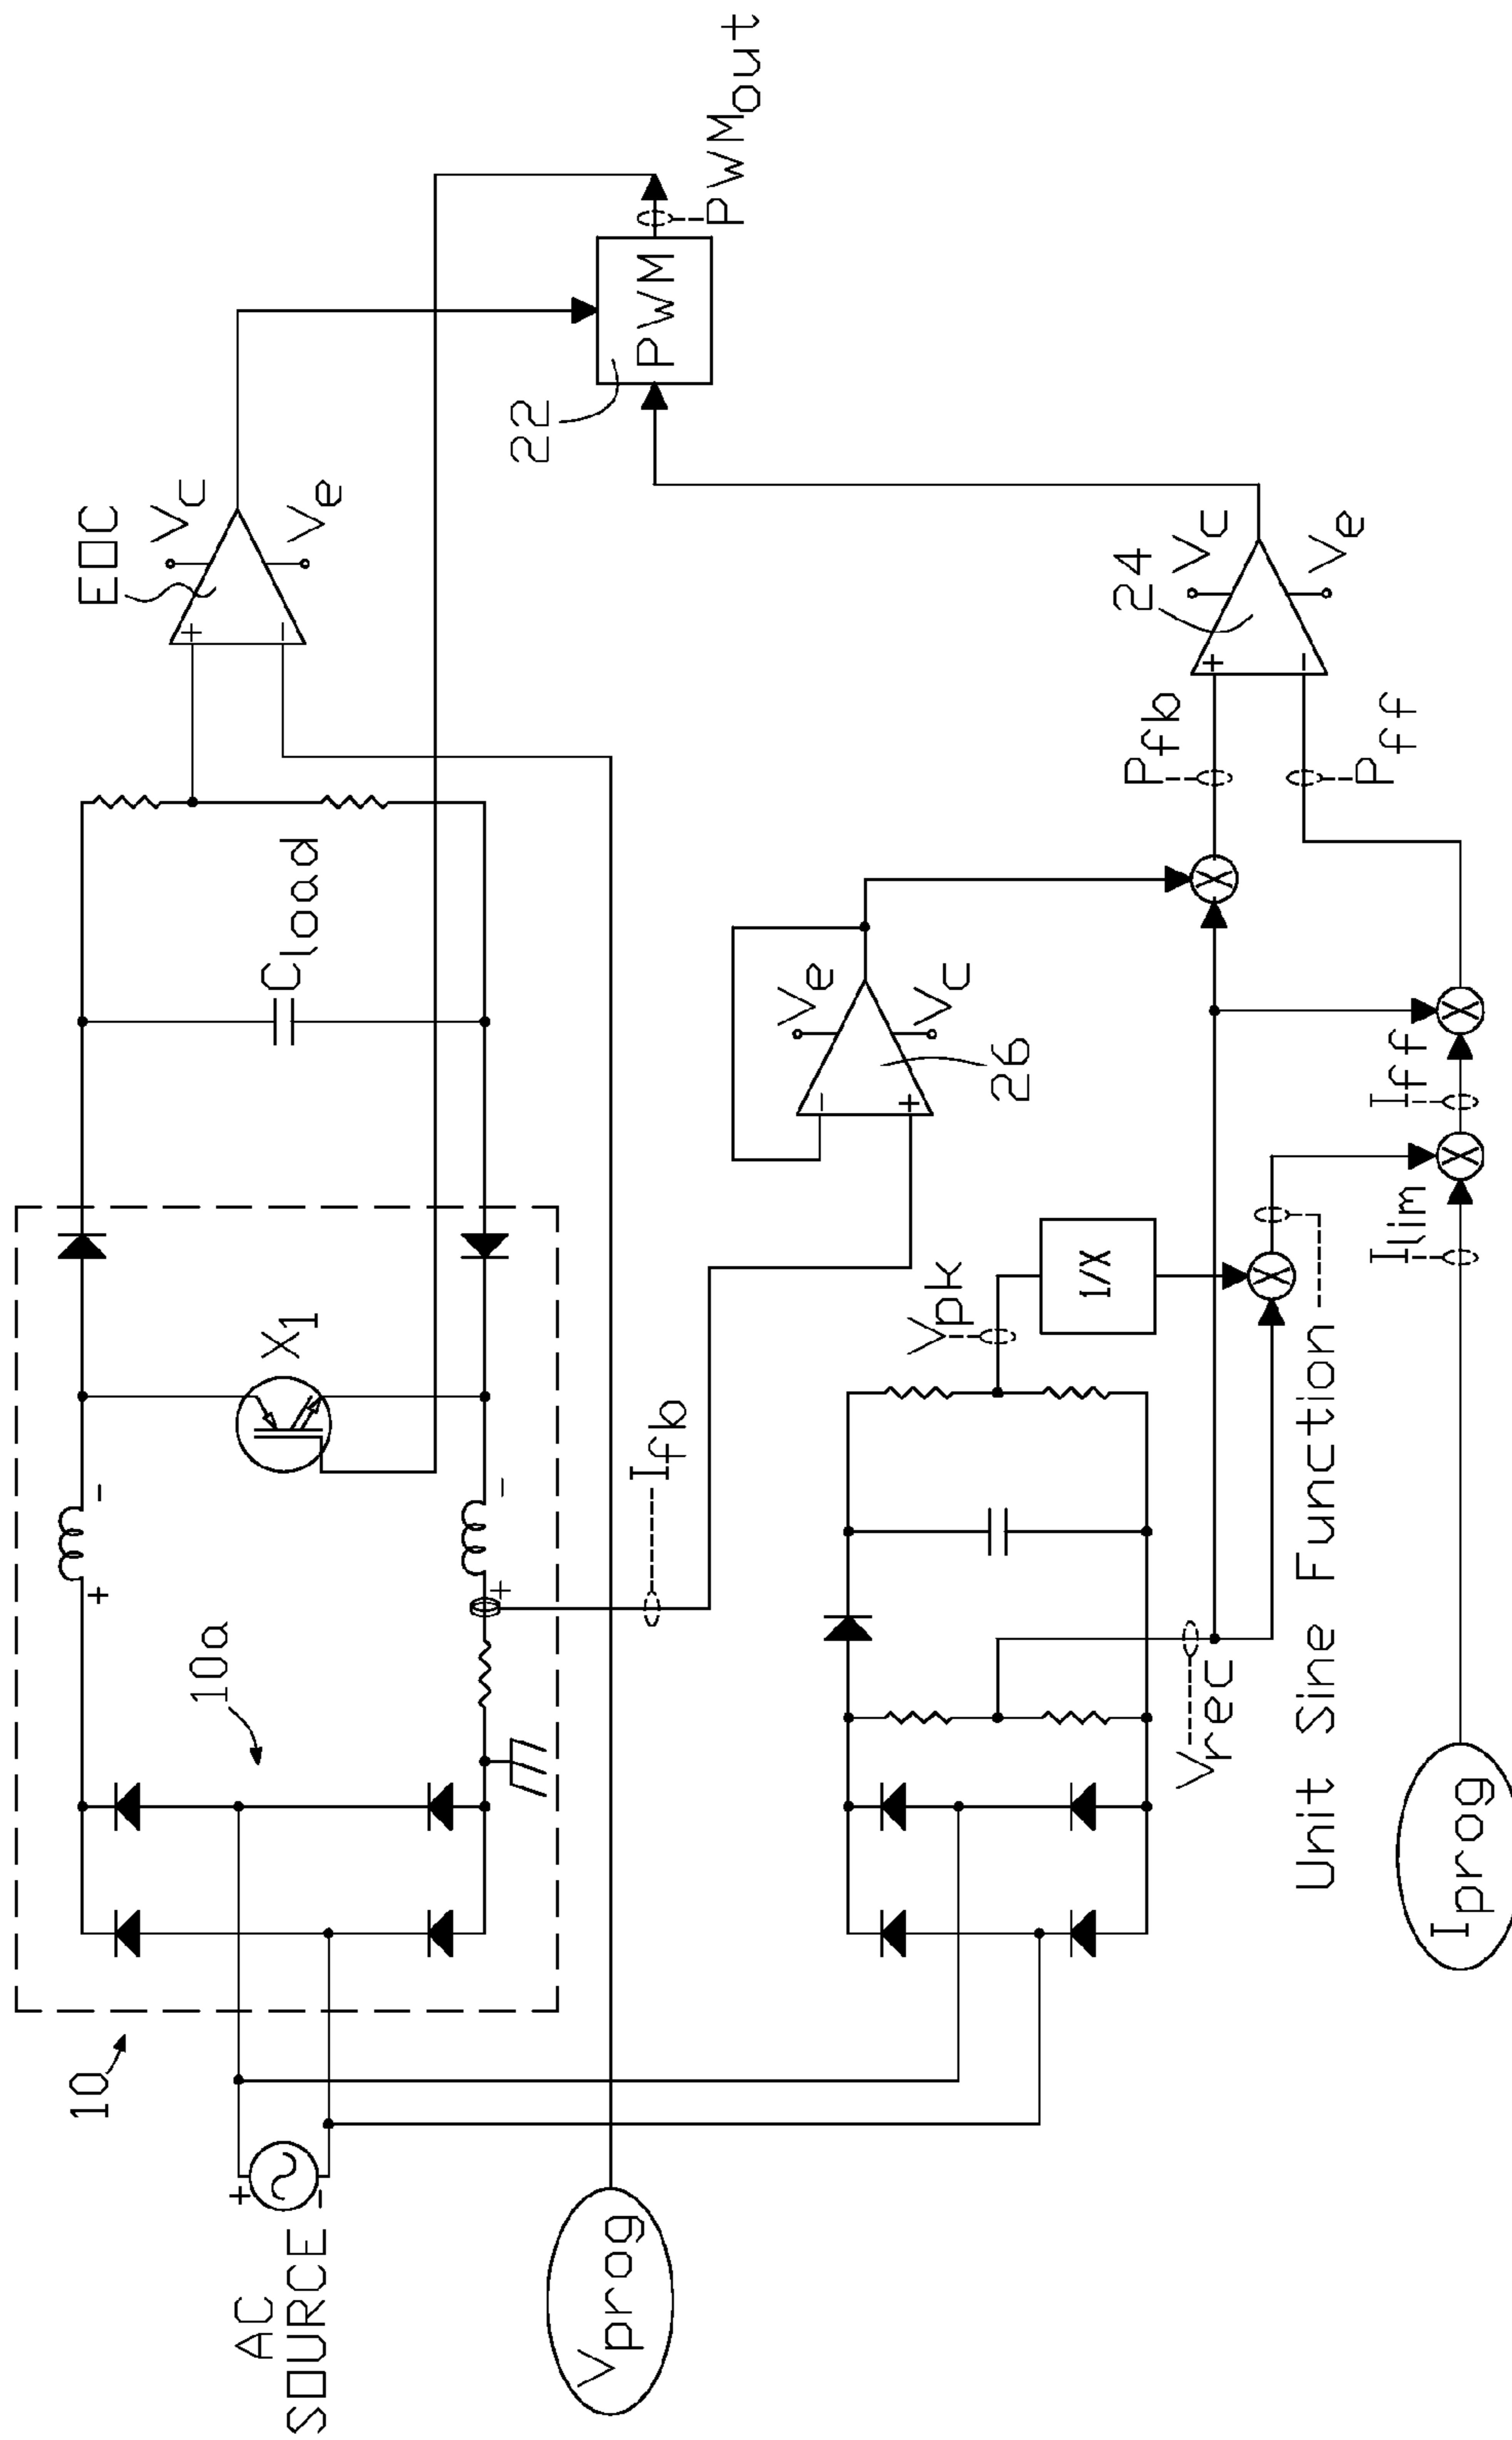 10
10a
AC
SOURCE
+
-
+
-
+
-
X1
Cload
EOC
Vc
Ve
+
-
22
PWM
PWMout
Vprog
Ifb
Ve
Vc
-
+
26
Vpk
1/X
Vrec
Unit Sine Function
Iprog
Ilim
Iff
X
X
X
X
Pfb
Pff
24
Vc
Ve
+
-